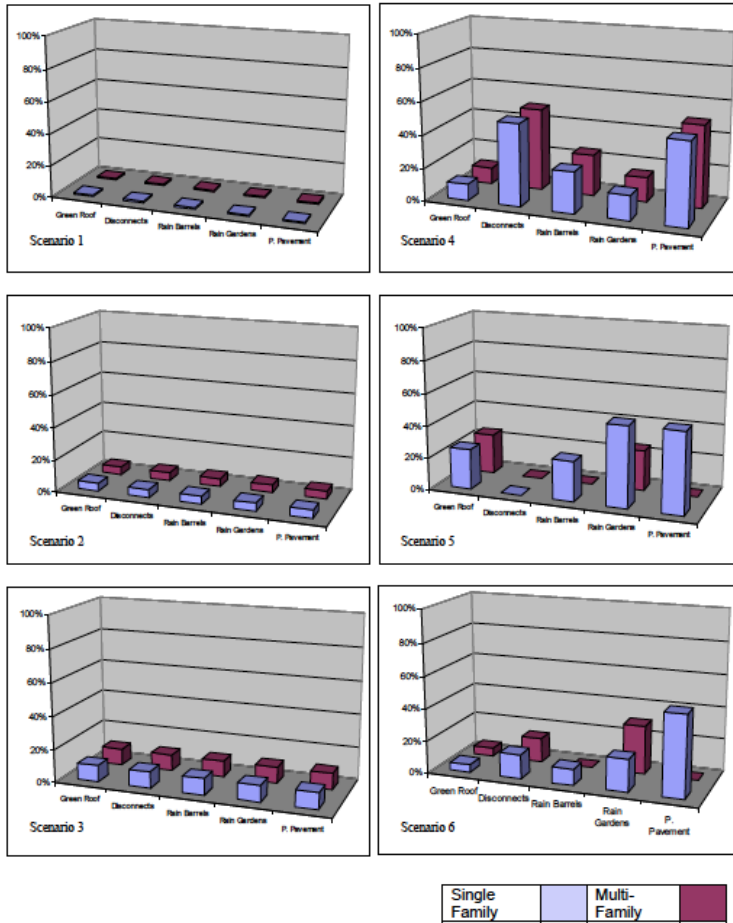 100%
80%
60%
40%
20%
0%
Green Roof
Disconnects
Rain Barrels
Rain Gardens
P. Pavement
Scenario 1
100%
80%
60%
40%
20%
0%
Green Roof
Disconnects
Rain Barrels
Rain Gardens
P. Pavement
Scenario 4
100%
80%
60%
40%
20%
0%
Green Roof
Disconnects
Rain Barrels
Rain Gardens
P. Pavement
Scenario 2
100%
80%
60%
40%
20%
0%
Green Roof
Disconnects
Rain Barrels
Rain Gardens
P. Pavement
Scenario 5
100%
80%
60%
40%
20%
0%
Green Roof
Disconnects
Rain Barrels
Rain Gardens
P. Pavement
Scenario 3
100%
80%
60%
40%
20%
0%
Green Roof
Disconnects
Rain Barrels
Rain
Gardens
P.
Pavement
Scenario 6
Single
Family
Multi-
Family